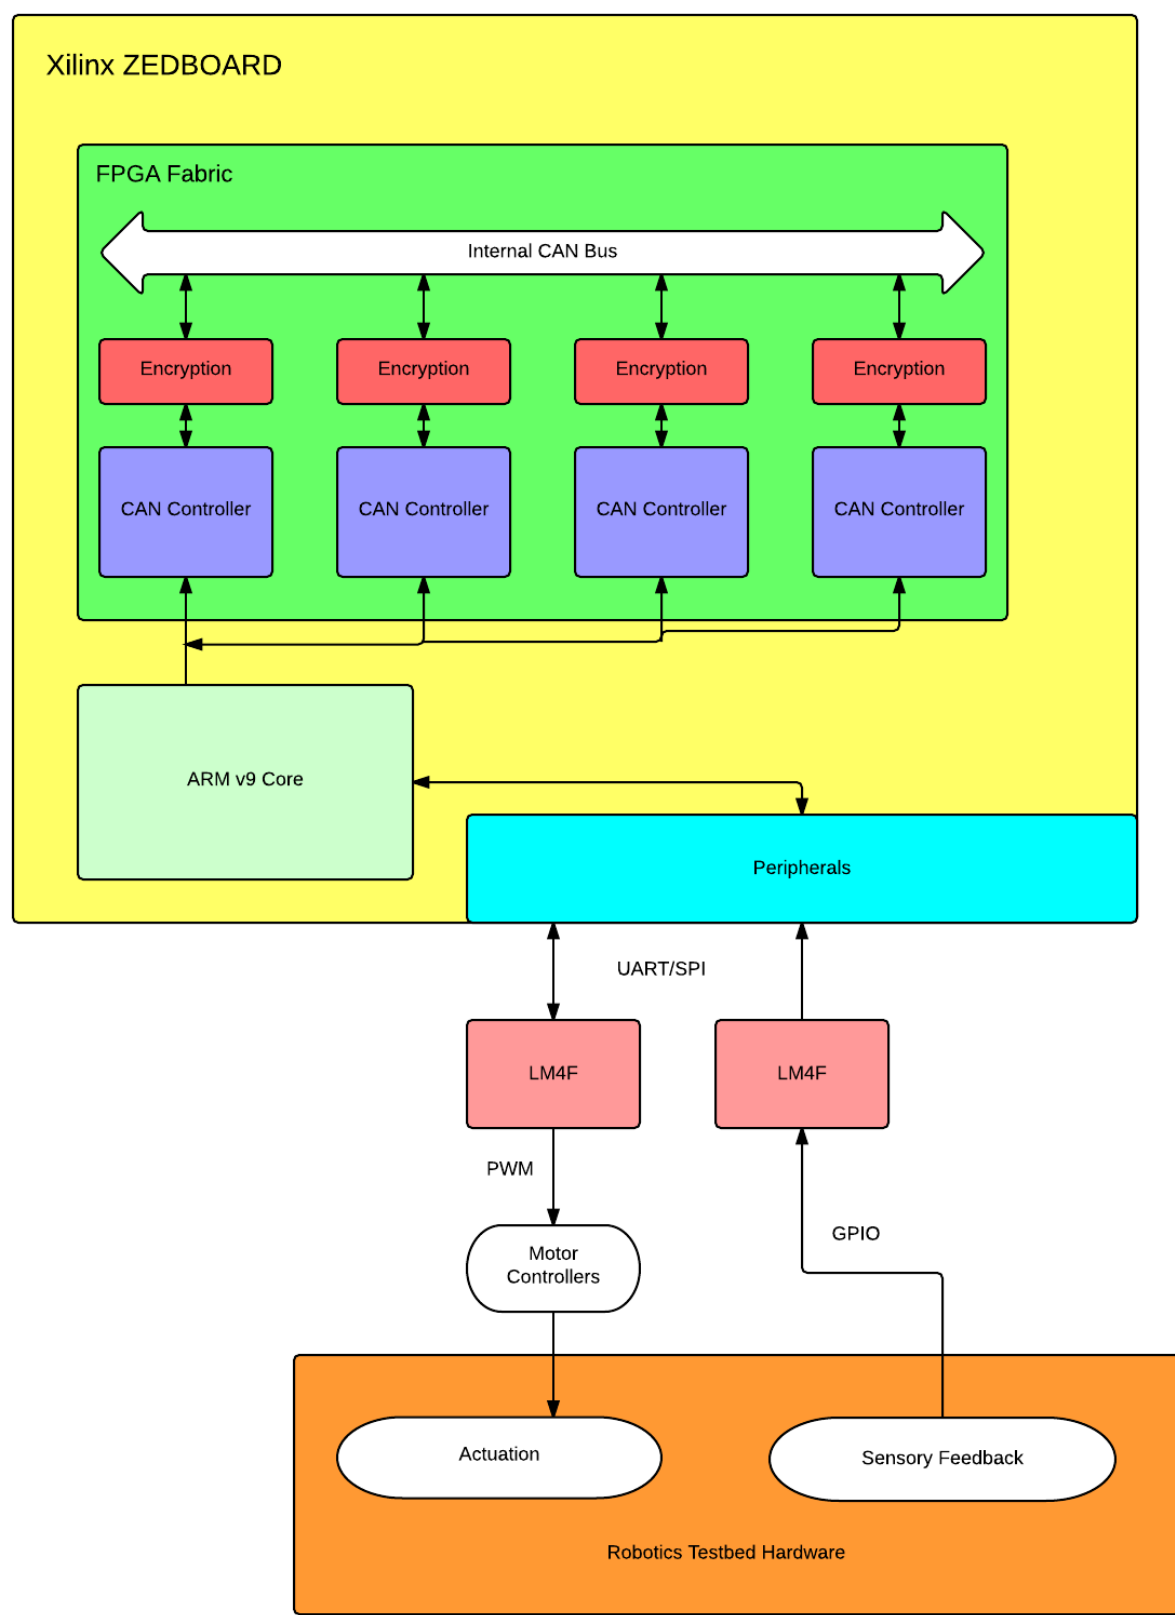 Xilinx ZEDBOARD
FPGA Fabric
Internal CAN Bus
Encryption
Encryption
Encryption
Encryption
CAN Controller
CAN Controller
CAN Controller
CAN Controller
ARM v9 Core
Peripherals
UART/SPI
LM4F
LM4F
PWM
GPIO
Motor
Controllers
Actuation
Sensory Feedback
Robotics Testbed Hardware